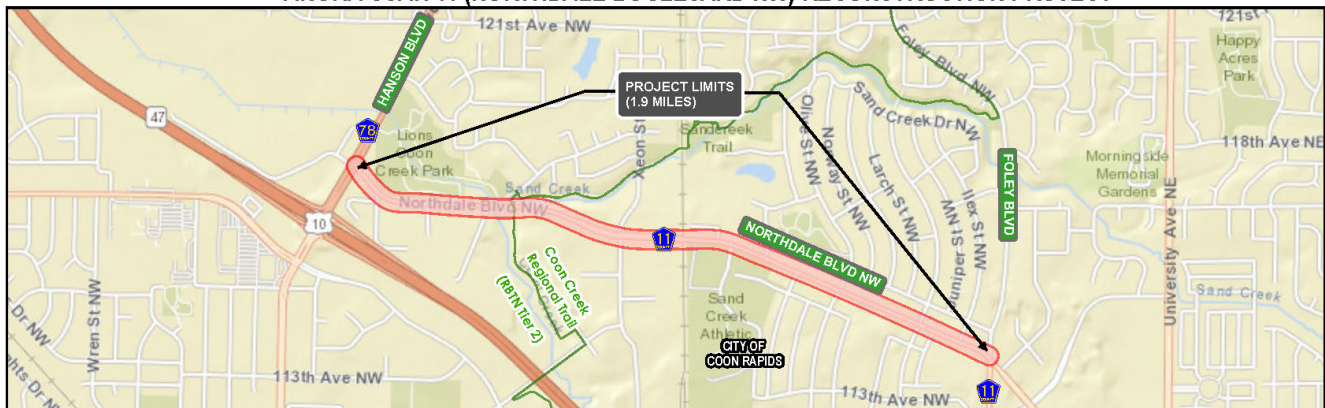 121st Ave NW
HANSON BLVD
Foley Blvd NW
121st
Happy
Acres
Park
PROJECT LIMITS
(1.9 MILES)
47
78
Lions
Coon
Creek Park
Sandcreek
Trail
Olive St NW
Norway St NW
Sand Creek Dr NW
118th Ave NE
FOLEY BLVD
Morningside
Memorial
Gardens
Larch St NW
Ilex St NW
Juniper St NW
Sand Creek
Northdale Blvd NW
10
11
NORTHDALE BLVD NW
University Ave NE
Sand Creek
Coon Creek
Regional Trail
(RBTN Tier 2)
Wren St NW
Dr NW
Sand
Creek
Athletic
CITY OF
COON RAPIDS
113th Ave NW
113th Ave NW
11